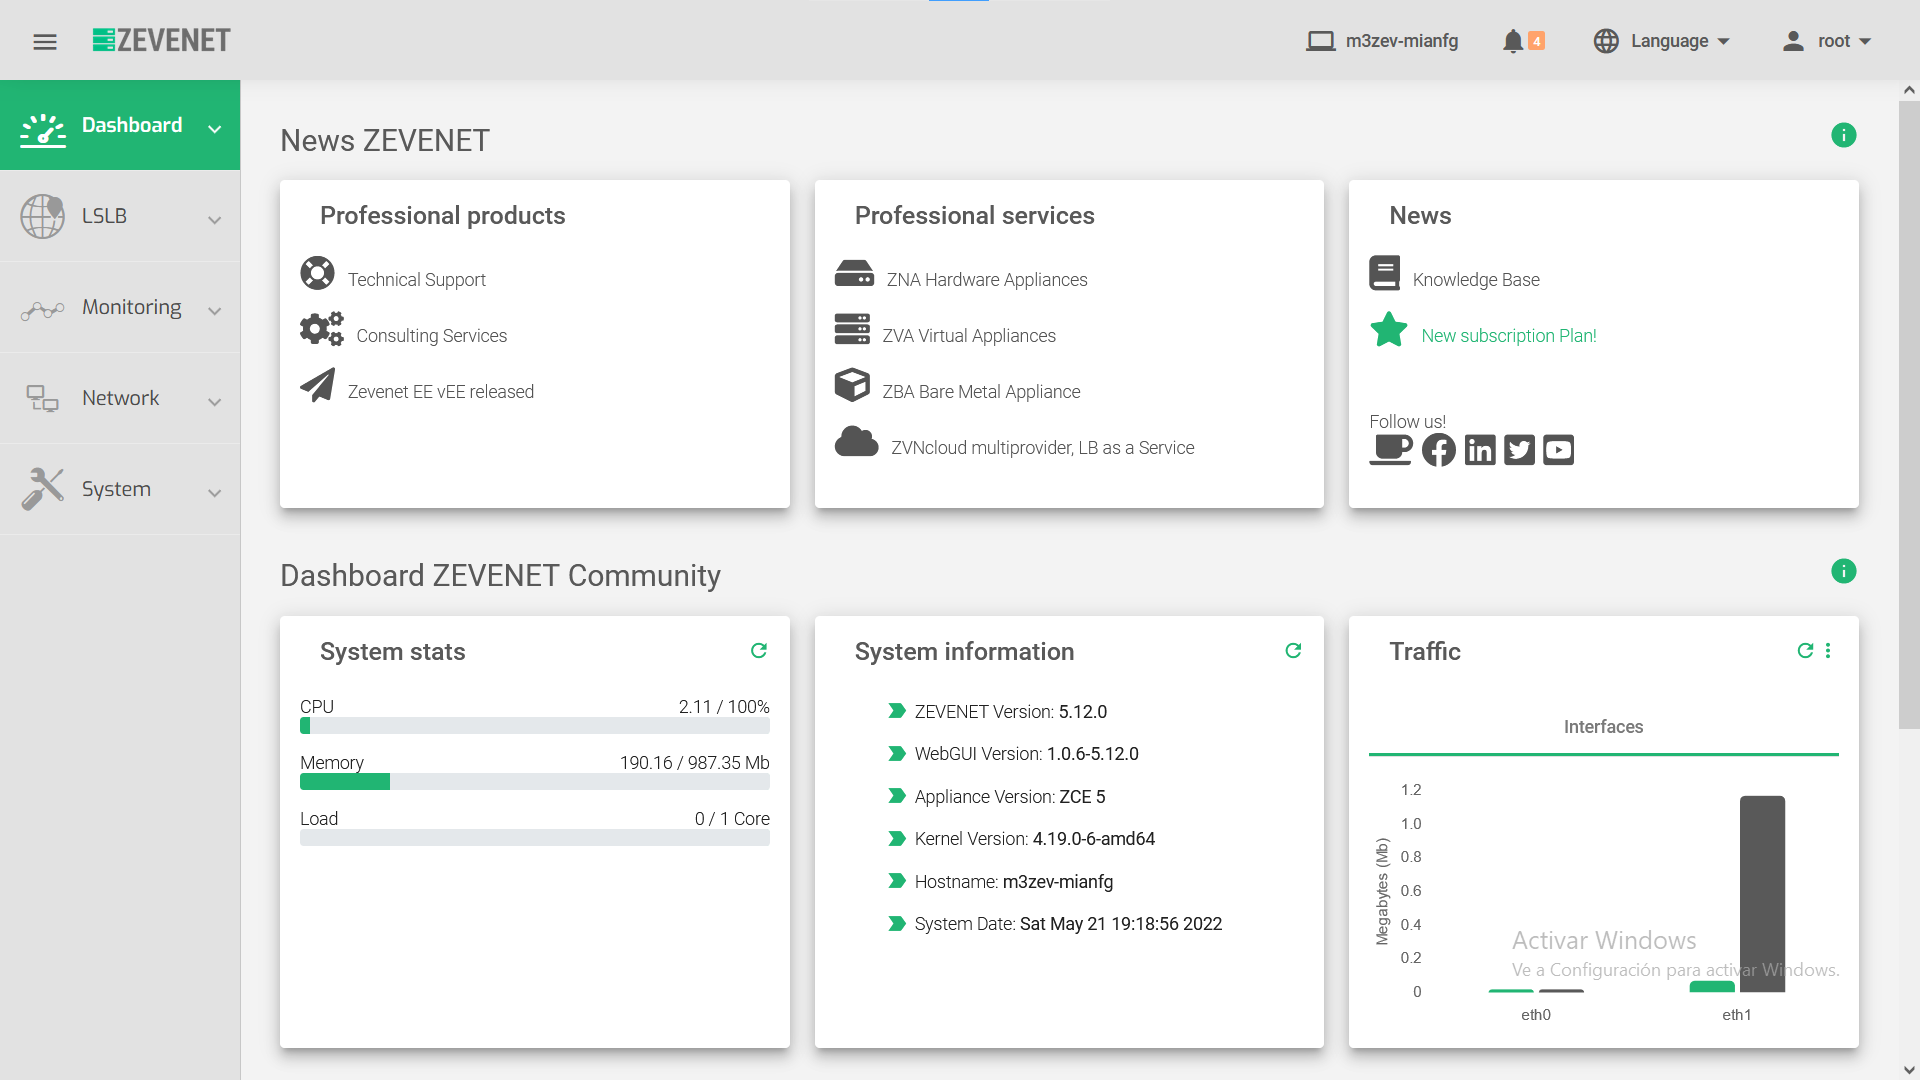 ZEVENET
m3zev-mianfg
4
Language
root
Dashboard
LSLB
Monitoring
Network
System
News ZEVENET
Professional products
Technical Support
Consulting Services
Zevenet EE vEE released
Professional services
ZNA Hardware Appliances
ZVA Virtual Appliances
ZBA Bare Metal Appliance
ZVNcloud multiprovider, LB as a Service
News
Knowledge Base
New subscription Plan!
Follow us!
Dashboard ZEVENET Community
System stats
CPU 2.11 / 100%
Memory 190.16 / 987.35 Mb
Load 0 / 1 Core
System information
ZEVENET Version: 5.12.0
WebGUI Version: 1.0.6-5.12.0
Appliance Version: ZCE 5
Kernel Version: 4.19.0-6-amd64
Hostname: m3zev-mianfg
System Date: Sat May 21 19:18:56 2022
Traffic
Interfaces
Megabytes (Mb)
1.2
1.0
0.8
0.6
0.4
0.2
0
eth0 eth1
Activar Windows
Ve a Configuración para activar Windows.